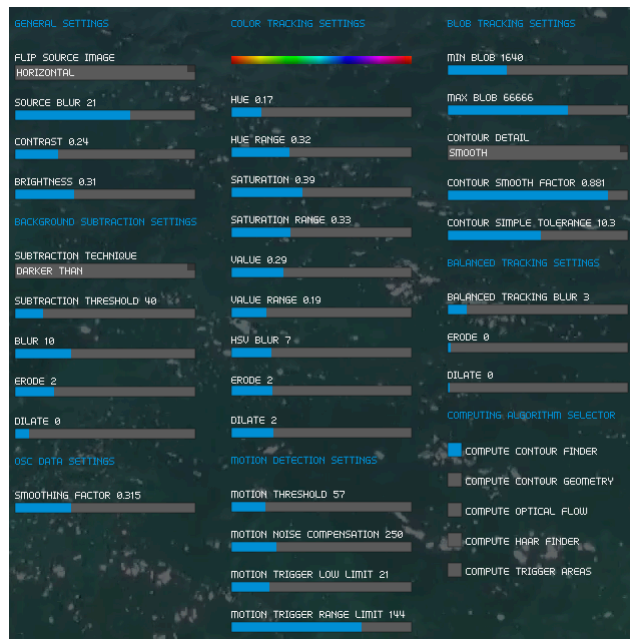 GENERAL SETTINGS
FLIP SOURCE IMAGE
HORIZONTAL
SOURCE BLUR 21
CONTRAST 0.24
BRIGHTNESS 0.31
BACKGROUND SUBTRACTION SETTINGS
SUBTRACTION TECHNIQUE
DARKER THAN
SUBTRACTION THRESHOLD 40
BLUR 10
ERODE 2
DILATE 0
OSC DATA SETTINGS
SMOOTHING FACTOR 0.315
COLOR TRACKING SETTINGS
HUE 0.17
HUE RANGE 0.32
SATURATION 0.39
SATURATION RANGE 0.33
VALUE 0.29
VALUE RANGE 0.19
HSV BLUR 7
ERODE 2
DILATE 2
MOTION DETECTION SETTINGS
MOTION THRESHOLD 57
MOTION NOISE COMPENSATION 250
MOTION TRIGGER LOW LIMIT 21
MOTION TRIGGER RANGE LIMIT 144
BLOB TRACKING SETTINGS
MIN BLOB 1640
MAX BLOB 66666
CONTOUR DETAIL
SMOOTH
CONTOUR SMOOTH FACTOR 0.881
CONTOUR SIMPLE TOLERANCE 10.3
BALANCED TRACKING SETTINGS
BALANCED TRACKING BLUR 3
ERODE 0
DILATE 0
COMPUTING ALGORITHM SELECTOR
COMPUTE CONTOUR FINDER
COMPUTE CONTOUR GEOMETRY
COMPUTE OPTICAL FLOW
COMPUTE HAAR FINDER
COMPUTE TRIGGER AREAS